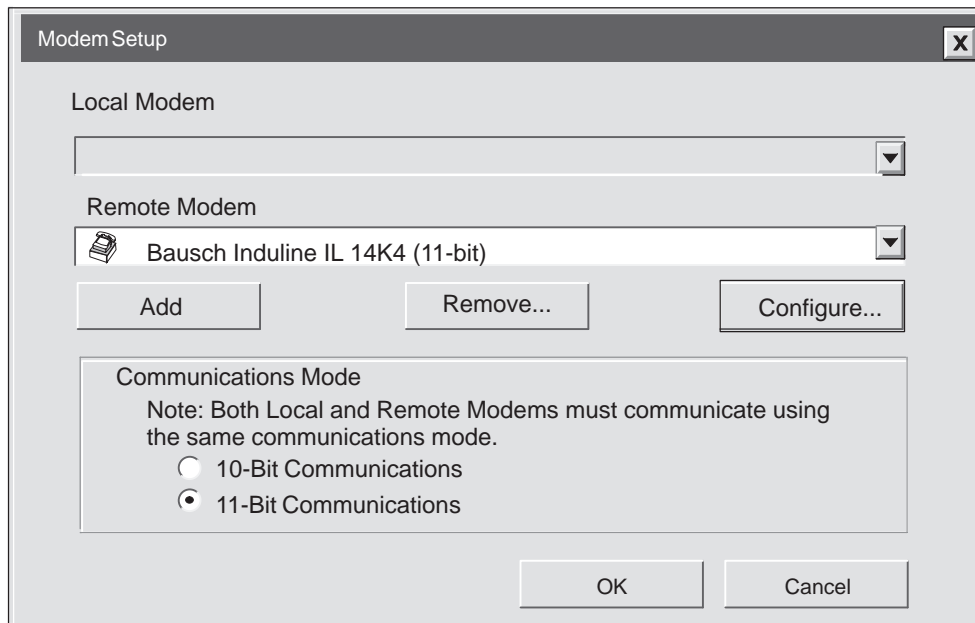 Modem Setup
X
Local Modem
Remote Modem
Bausch Induline IL 14K4 (11-bit)
Add
Remove...
Configure...
Communications Mode
Note: Both Local and Remote Modems must communicate using
the same communications mode.
10-Bit Communications
11-Bit Communications
OK
Cancel